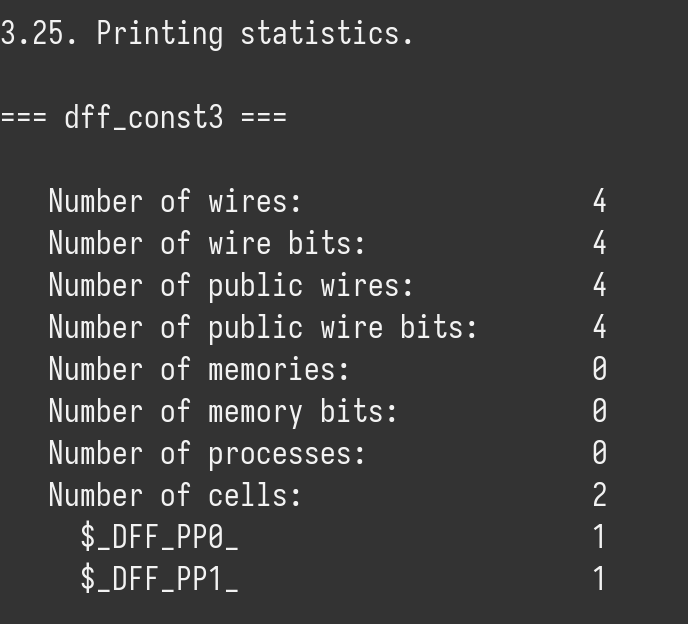 3.25. Printing statistics.
=== dff_const3 ===
Number of wires: 4
Number of wire bits: 4
Number of public wires: 4
Number of public wire bits: 4
Number of memories: 0
Number of memory bits: 0
Number of processes: 0
Number of cells: 2
$_DFF_PP0_ 1
$_DFF_PP1_ 1